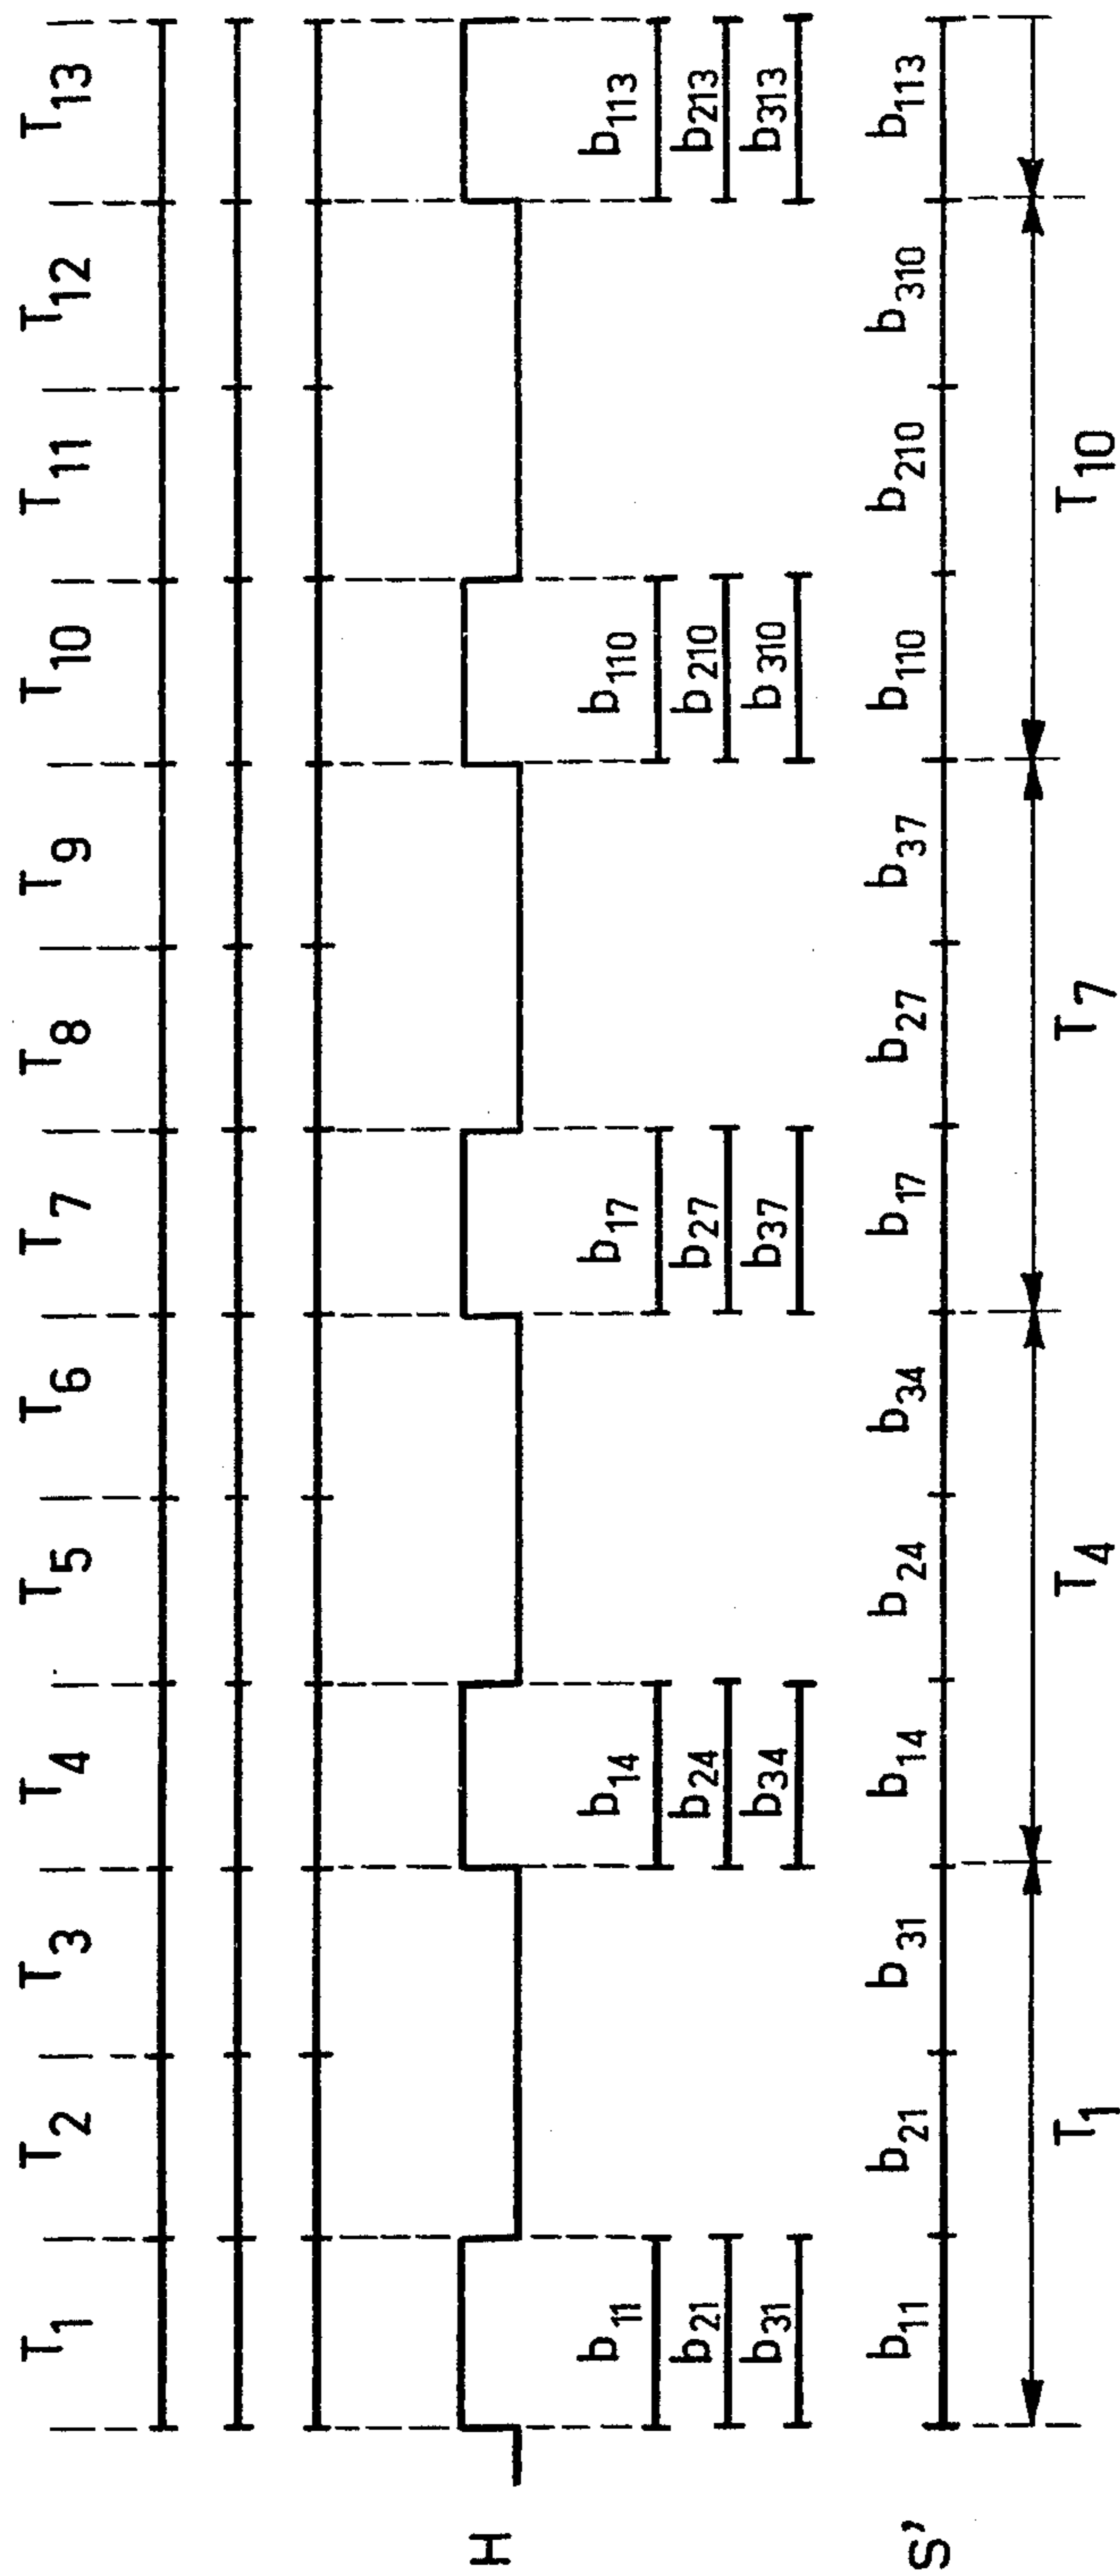 T1 T2 T3 T4 T5 T6 T7 T8 T9 T10 T11 T12 T13
H
b11 b14 b17 b110 b113
b21 b24 b27 b210 b213
b31 b34 b37 b310 b313
S' b11 b21 b31 b14 b24 b34 b17 b27 b37 b110 b210 b310 b113
T1 T4 T7 T10